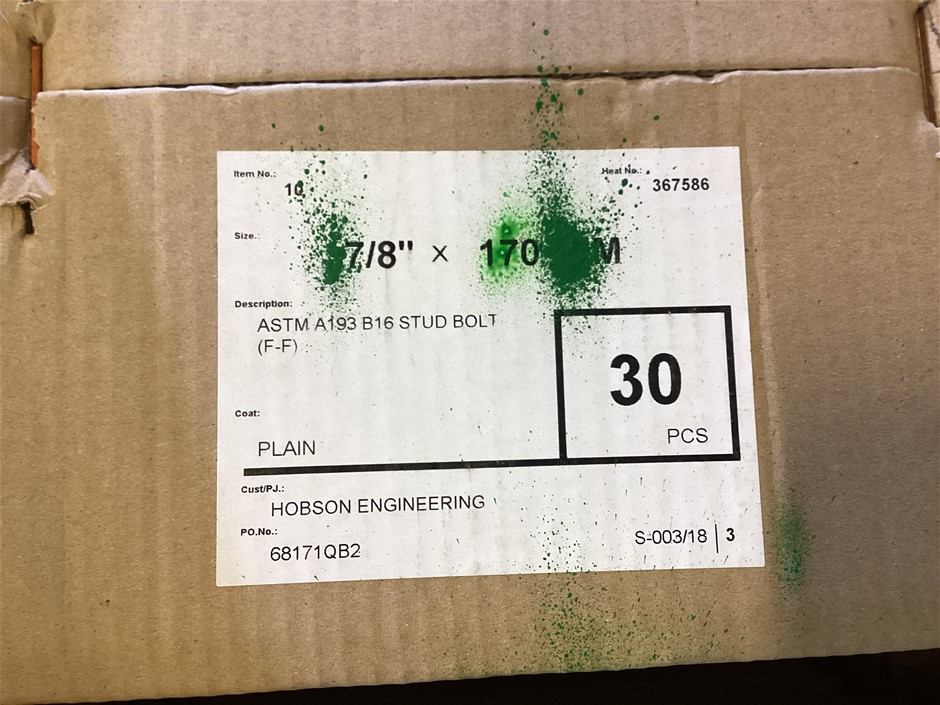 Item No.:
Heat No.:
10
367586
Size.:
7/8" × 170 M
Description:
ASTM A193 B16 STUD BOLT
(F-F)
30
PCS
Coat:
PLAIN
Cust/PJ.:
HOBSON ENGINEERING
PO.No.:
68171QB2
S-003/18 | 3